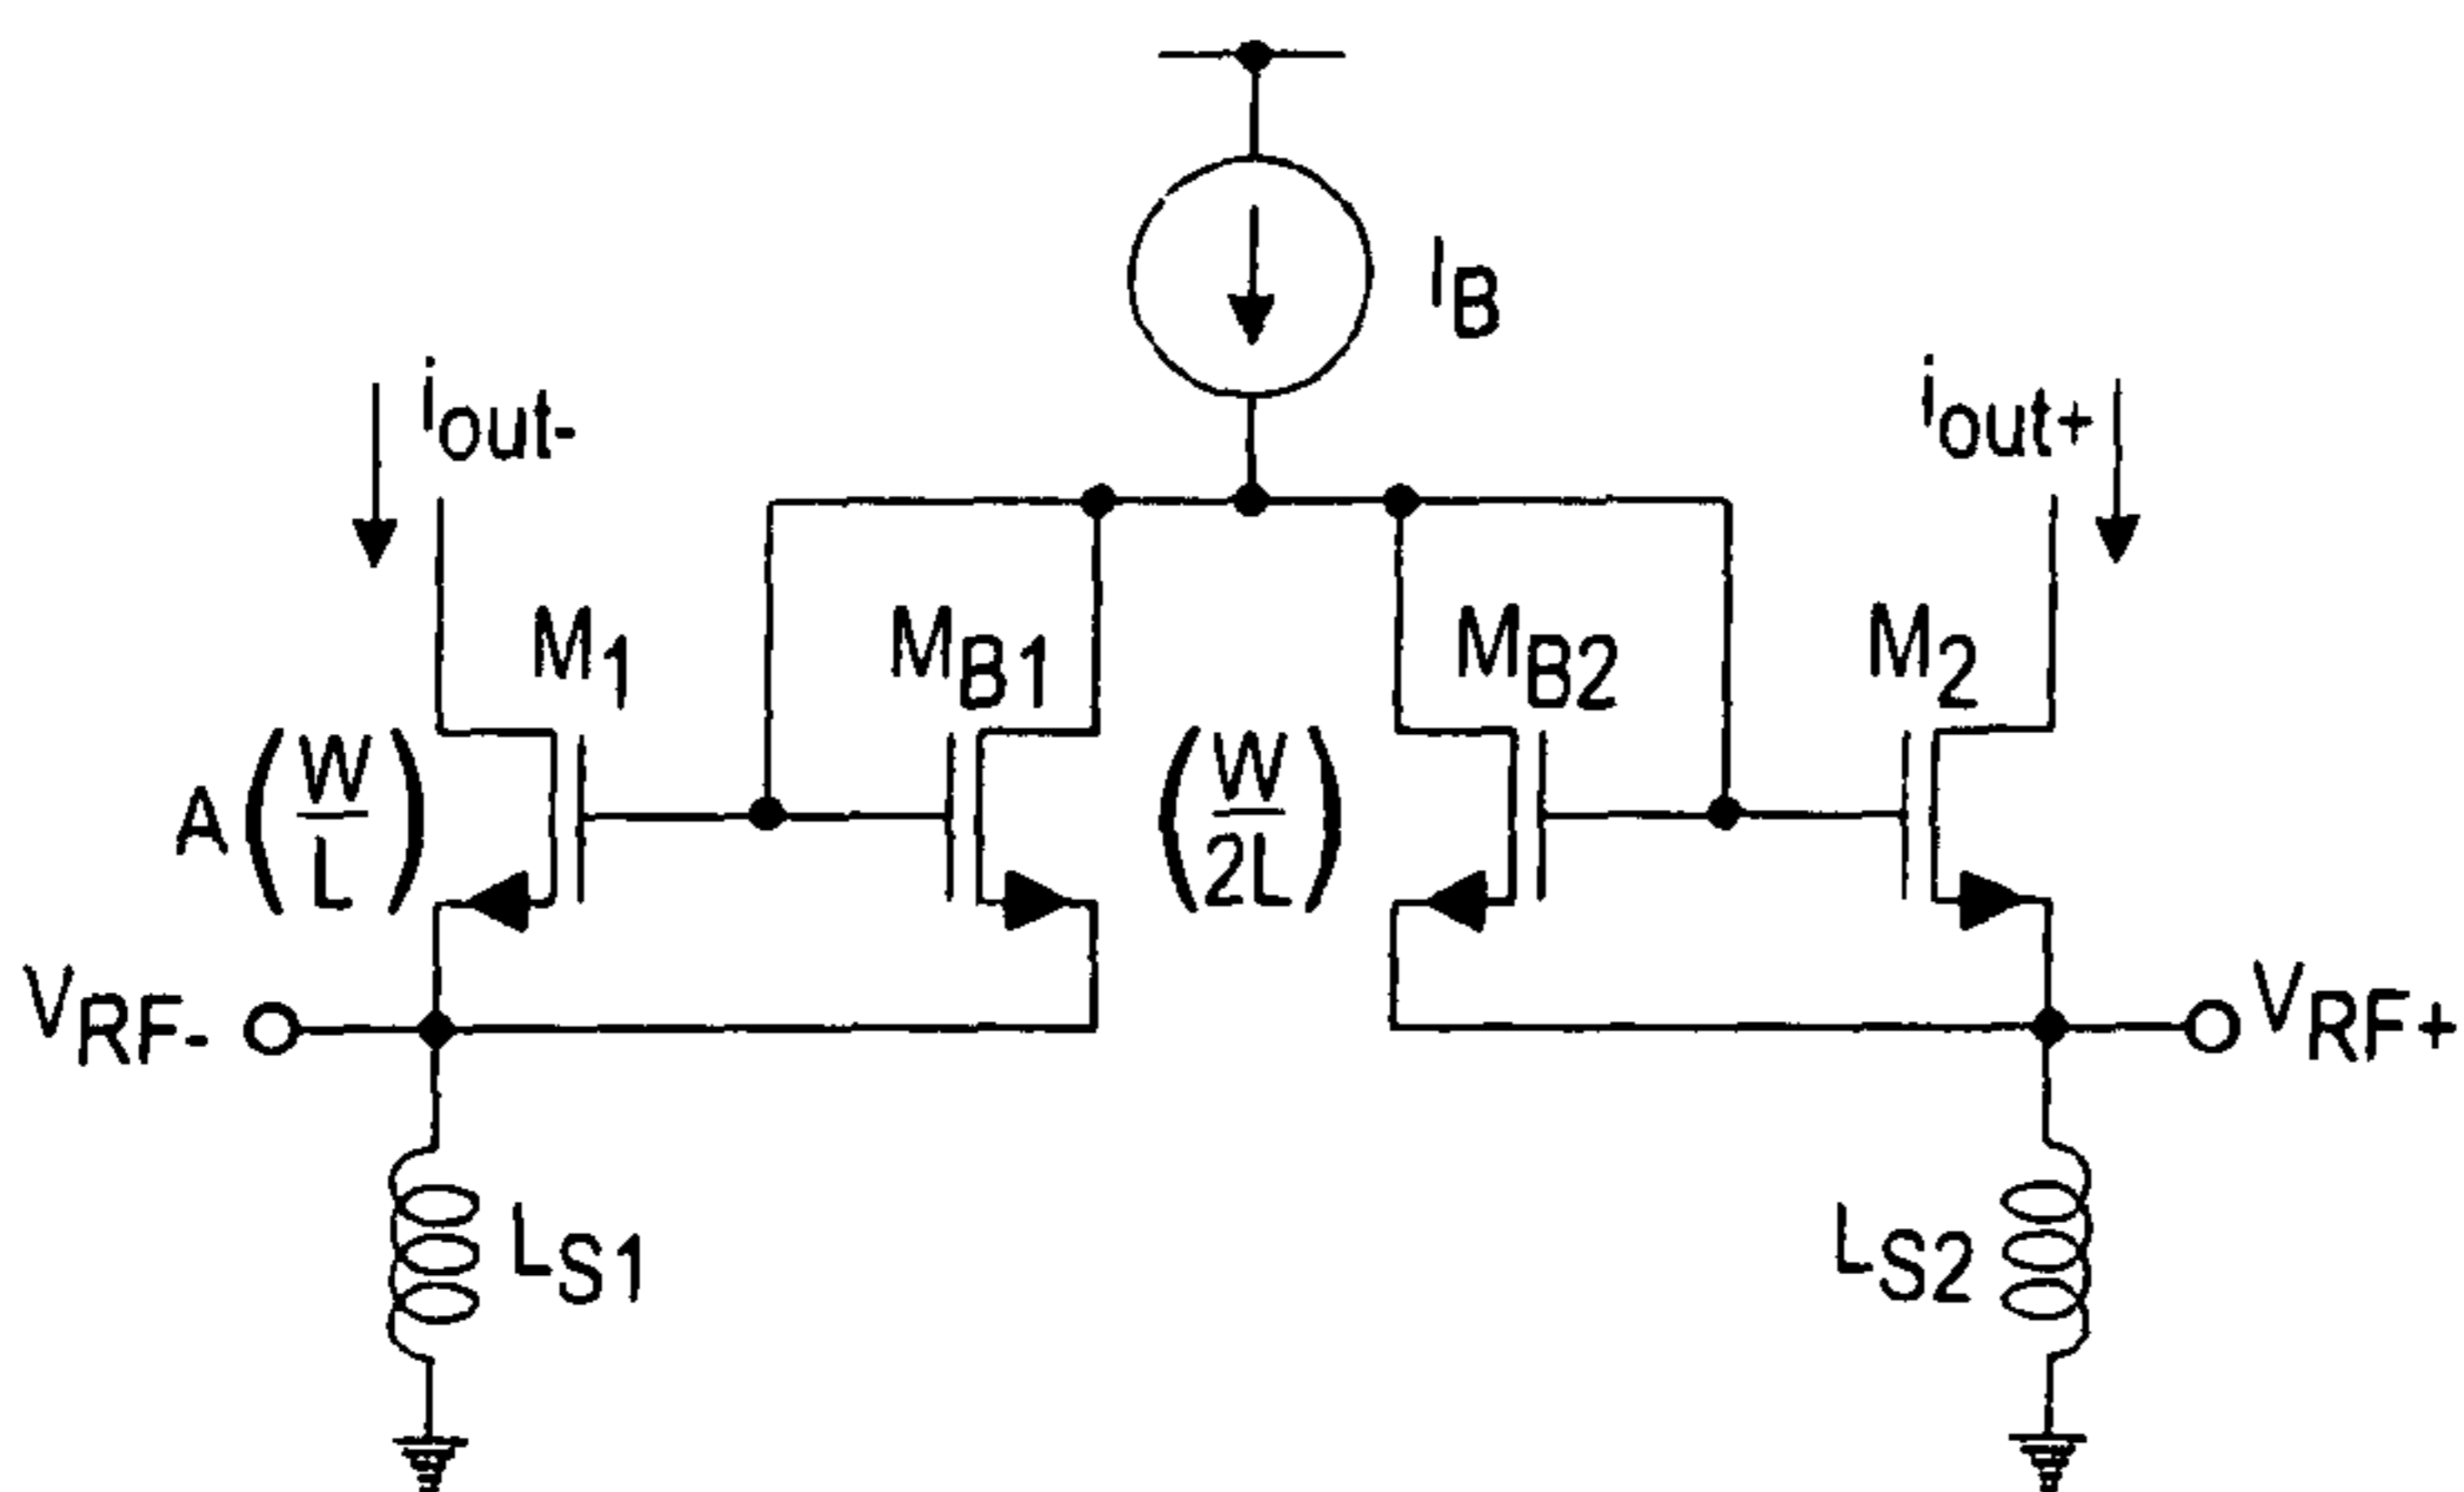 I_B
i_out-
i_out+
M_1
M_B1
M_B2
M_2
A(W/L)
(W/2L)
V_RF-
V_RF+
L_S1
L_S2